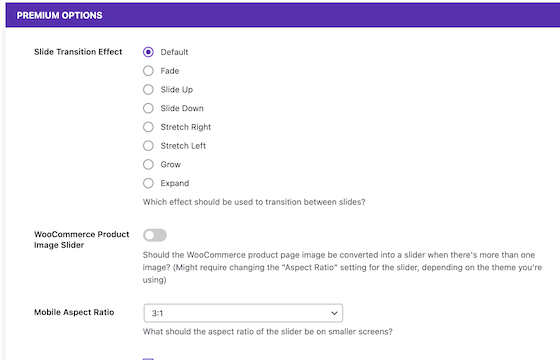 PREMIUM OPTIONS
Slide Transition Effect
Default
Fade
Slide Up
Slide Down
Stretch Right
Stretch Left
Grow
Expand
Which effect should be used to transition between slides?
WooCommerce Product
Image Slider
Should the WooCommerce product page image be converted into a slider when there's more than one
image? (Might require changing the "Aspect Ratio" setting for the slider, depending on the theme you're
using)
Mobile Aspect Ratio
3:1
What should the aspect ratio of the slider be on smaller screens?